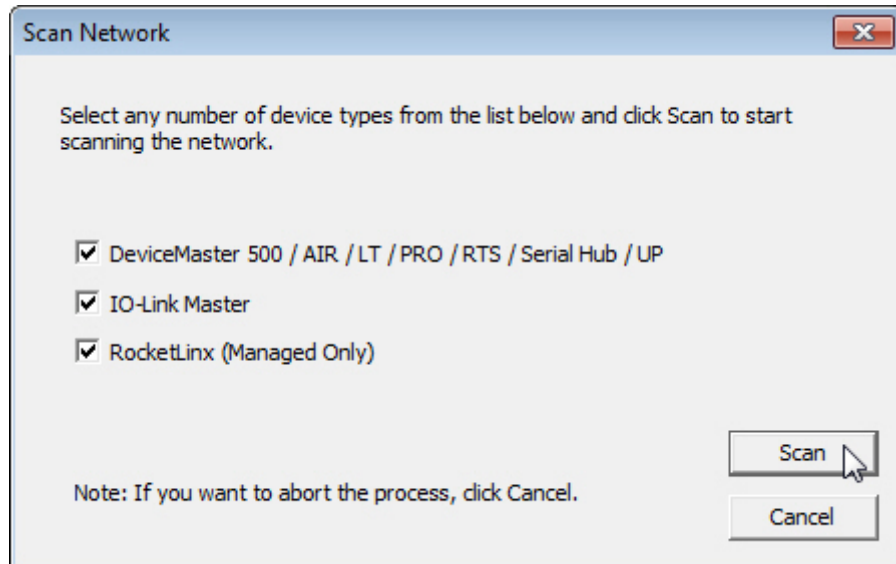 Scan Network
Select any number of device types from the list below and click Scan to start
scanning the network.
DeviceMaster 500 / AIR / LT / PRO / RTS / Serial Hub / UP
IO-Link Master
RocketLinx (Managed Only)
Scan
Note: If you want to abort the process, click Cancel.
Cancel